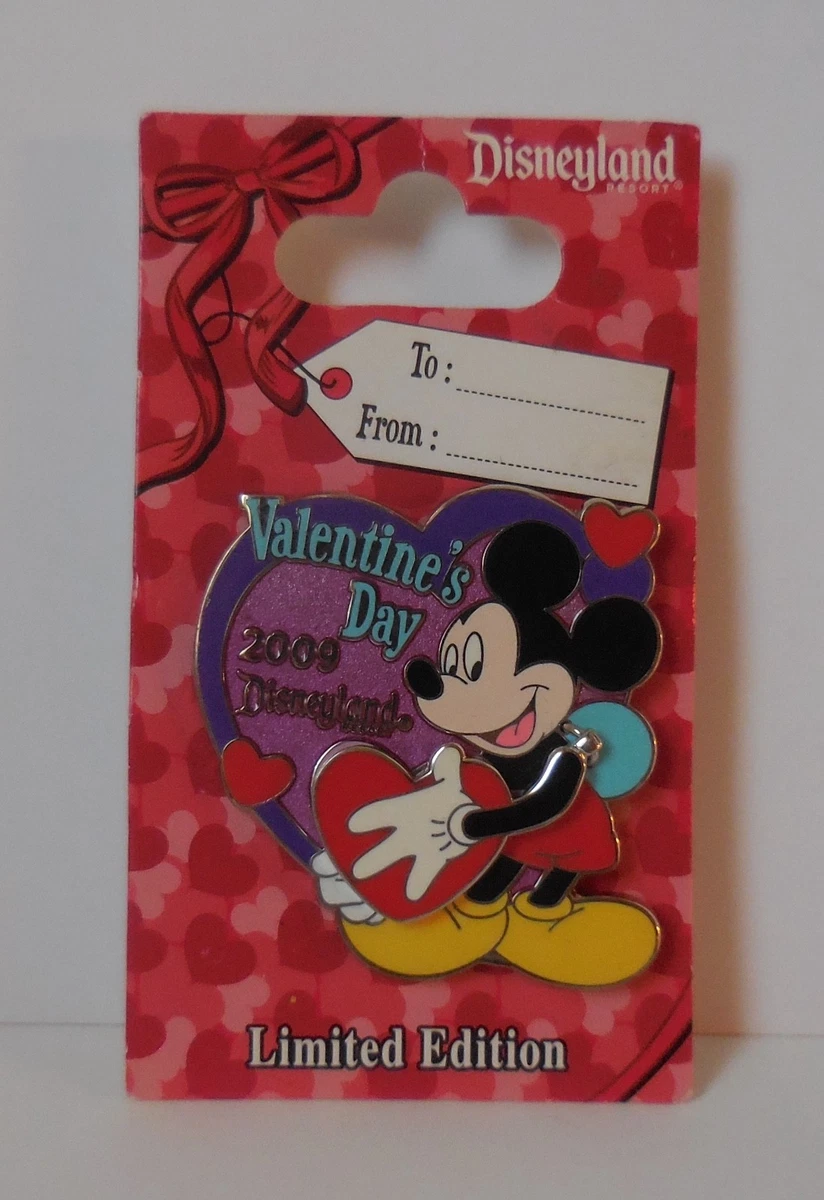 Disneyland
RESORT®
To :
From :
Valentine's
Day
2009
Disneyland
Limited Edition